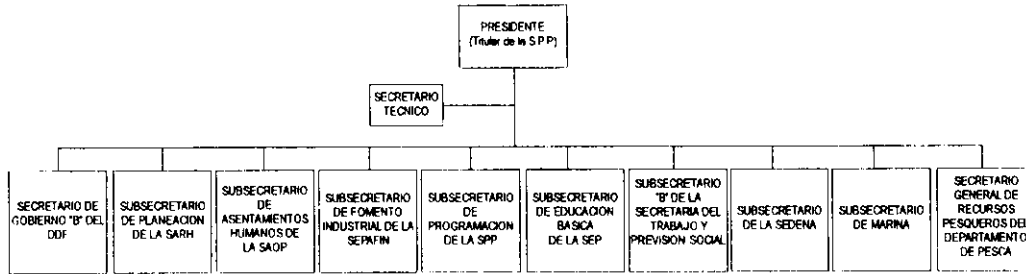 PRESIDENTE
(Titular de la S P P)
SECRETARIO
TECNICO
SECRETARIO DE
GOBIERNO "B" DEL
DDF
SUBSECRETARIO
DE PLANEACION
DE LA SARH
SUBSECRETARIO
DE
ASENTAMIENTOS
HUMANOS DE LA
SAOP
SUBSECRETARIO
DE FOMENTO
INDUSTRIAL DE LA
SEPAFIN
SUBSECRETARIO
DE
PROGRAMACION
DE LA SPP
SUBSECRETARIO
DE EDUCACION
BASICA
DE LA SEP
SUBSECRETARIO
"B" DE LA
SECRETARIA DEL
TRABAJO Y
PREVISION SOCIAL
SUBSECRETARIO
DE LA SEDENA
SUBSECRETARIO
DE MARINA
SECRETARIO
GENERAL DE
RECURSOS
PESQUEROS DEL
DEPARTAMENTO
DE PESCA